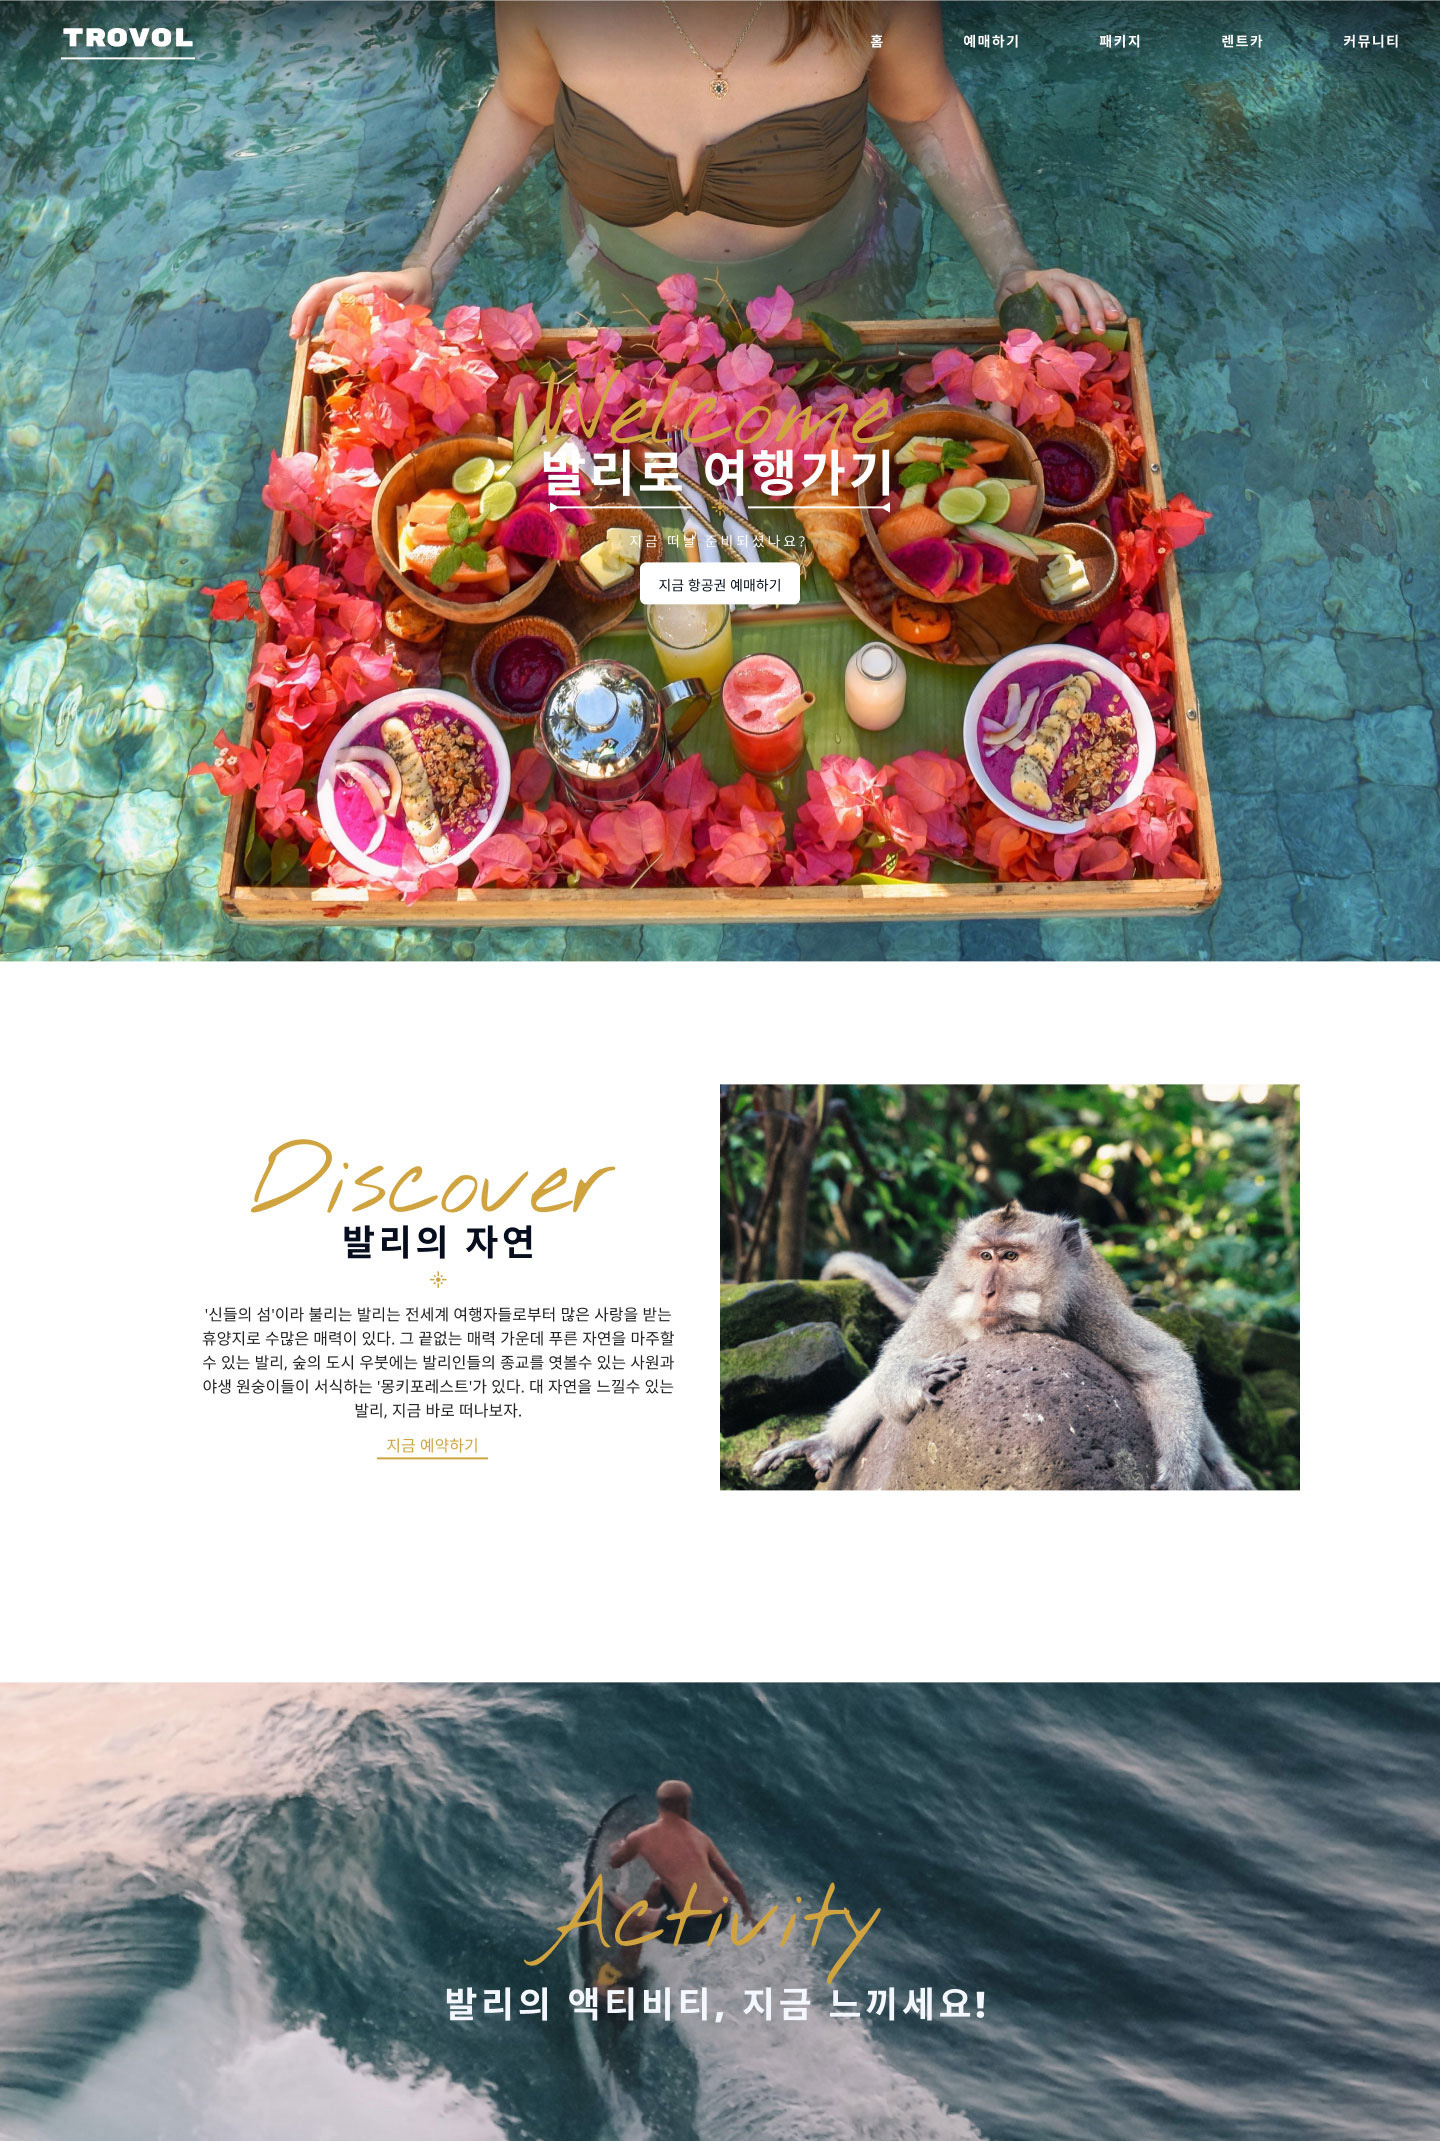 TROVOL
홈 예매하기 패키지 렌트카 커뮤니티
Welcome
발리로 여행가기
지금 떠날 준비되셨나요?
지금 항공권 예매하기
Discover
발리의 자연
'신들의 섬'이라 불리는 발리는 전세계 여행자들로부터 많은 사랑을 받는
휴양지로 수많은 매력이 있다. 그 끝없는 매력 가운데 푸른 자연을 마주할
수 있는 발리, 숲의 도시 우붓에는 발리인들의 종교를 엿볼수 있는 사원과
야생 원숭이들이 서식하는 '몽키포레스트'가 있다. 대 자연을 느낄수 있는
발리, 지금 바로 떠나보자.
지금 예약하기
Activity
발리의 액티비티, 지금 느끼세요!